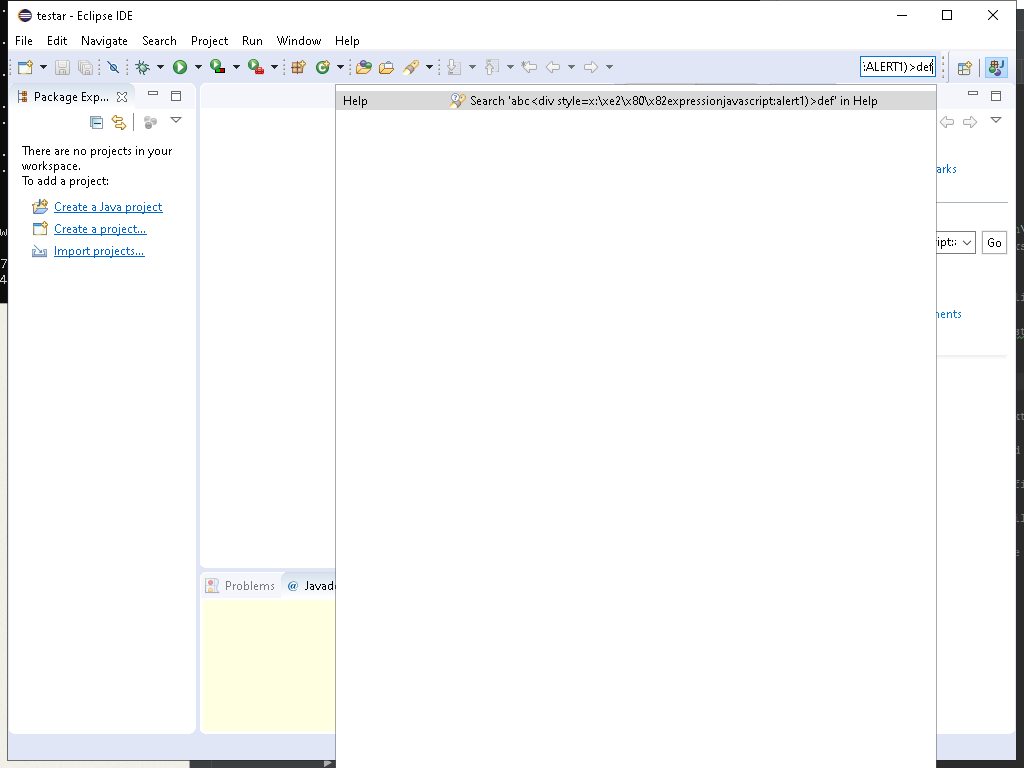 testar - Eclipse IDE
File Edit Navigate Search Project Run Window Help
:ALERT1)>def
Package Exp...
Help Search 'abc<div style=x:\xe2\x80\x82expressionjavascript:alert1)>def' in Help
There are no projects in your
workspace.
To add a project:
arks
Create a Java project
Create a project...
ript: Go
Import projects...
nents
Problems @ Javad